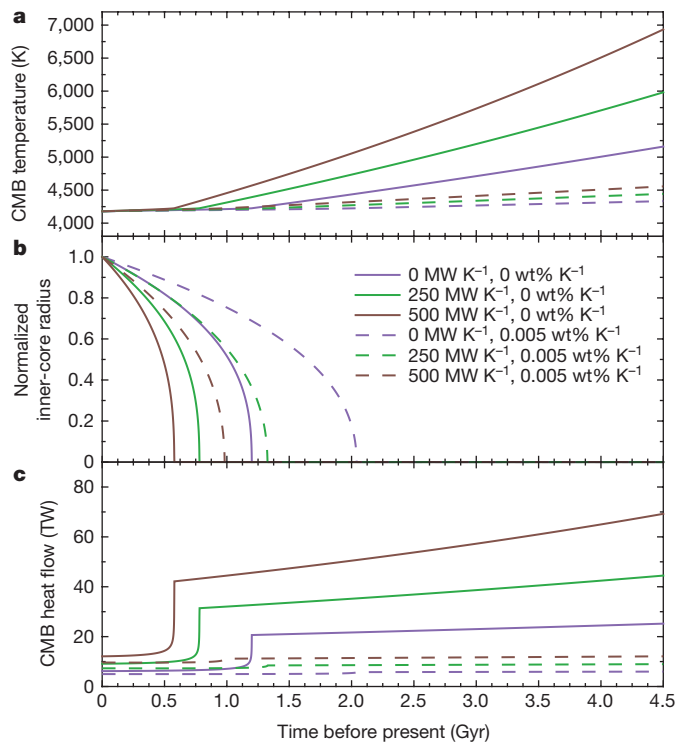 a
7,000
6,500
6,000
5,500
5,000
4,500
4,000
CMB temperature (K)
b
1.0
0.8
0.6
0.4
0.2
0
Normalized
inner-core radius
0 MW K⁻¹, 0 wt% K⁻¹
250 MW K⁻¹, 0 wt% K⁻¹
500 MW K⁻¹, 0 wt% K⁻¹
0 MW K⁻¹, 0.005 wt% K⁻¹
250 MW K⁻¹, 0.005 wt% K⁻¹
500 MW K⁻¹, 0.005 wt% K⁻¹
c
80
60
40
20
0
CMB heat flow (TW)
0 0.5 1.0 1.5 2.0 2.5 3.0 3.5 4.0 4.5
Time before present (Gyr)